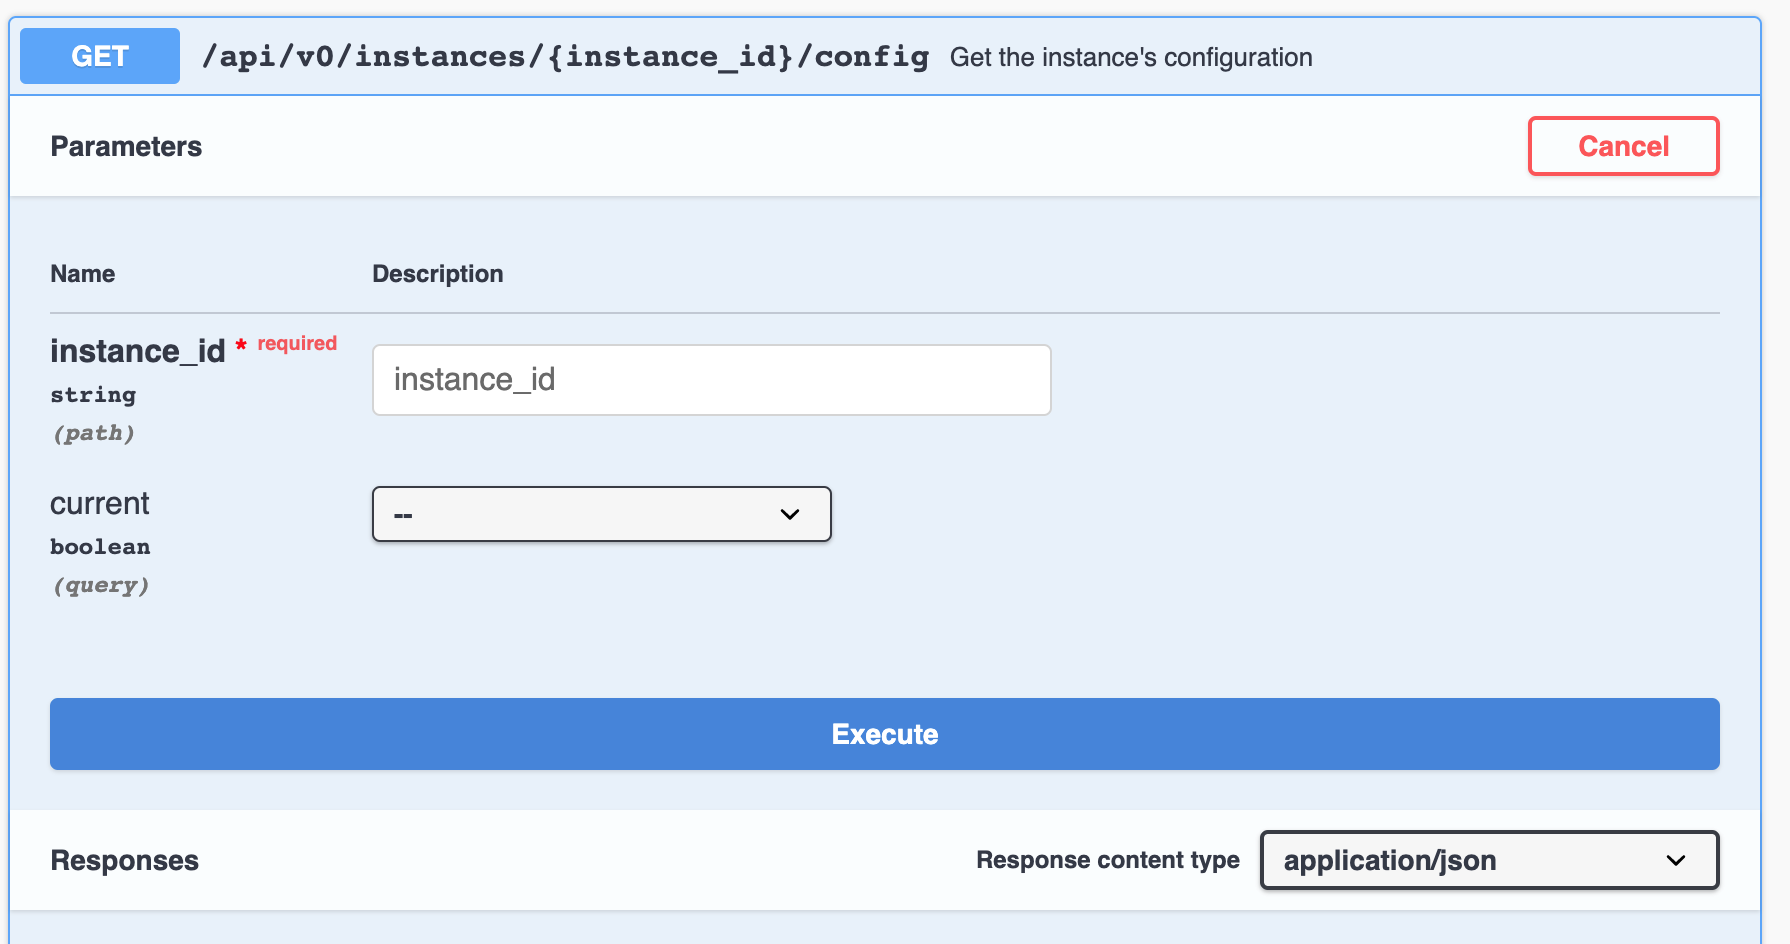 GET /api/v0/instances/{instance_id}/config Get the instance's configuration
Parameters Cancel
Name Description
instance_id * required
instance_id
string
(path)
current
--
boolean
(query)
Execute
Responses Response content type application/json